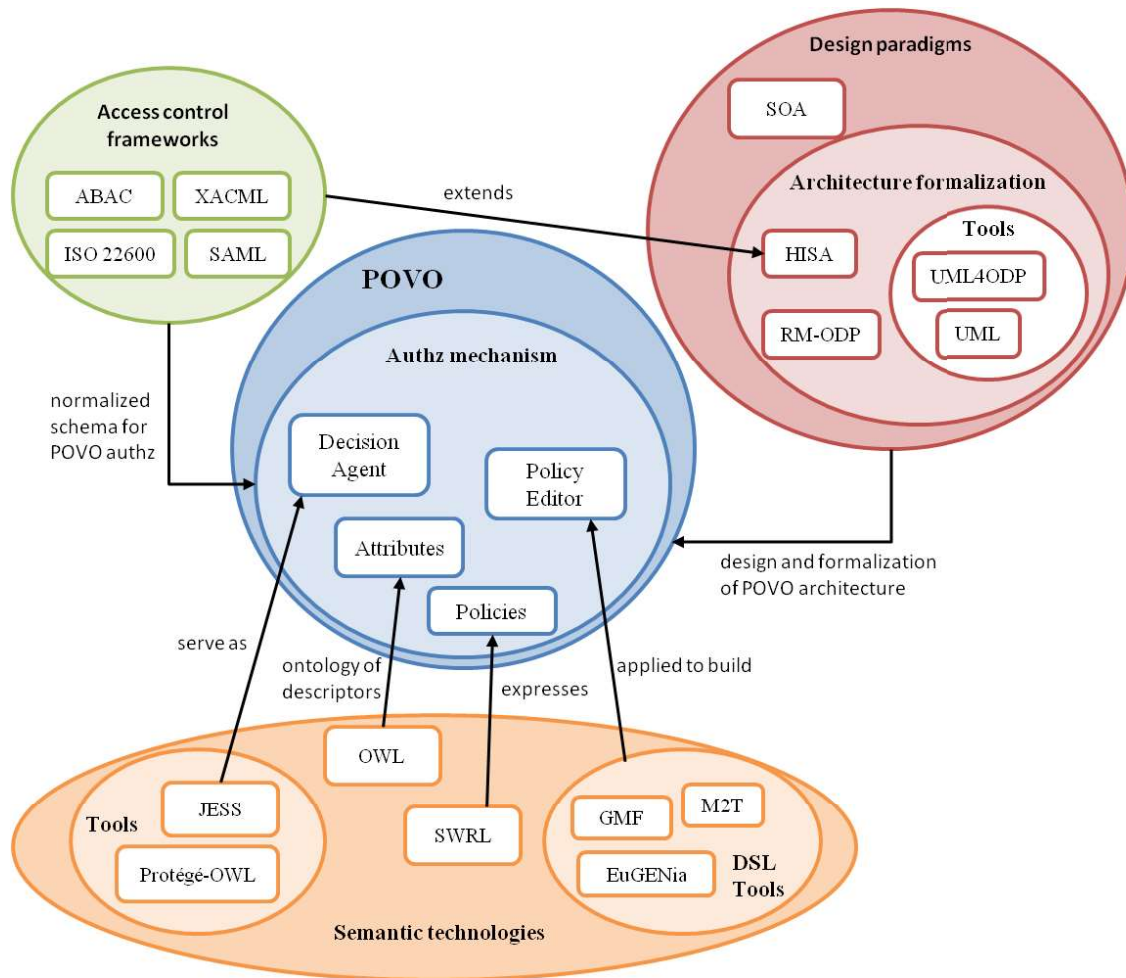 Design paradigms
SOA
Access control
frameworks
ABAC
XACML
ISO 22600
SAML
extends
Architecture formalization
HISA
RM-ODP
Tools
UML4ODP
UML
POVO
Authz mechanism
Decision
Agent
Policy
Editor
Attributes
Policies
normalized
schema for
POVO authz
design and formalization
of POVO architecture
serve as
ontology of
descriptors
expresses
applied to build
OWL
JESS
Tools
Protégé-OWL
SWRL
GMF
M2T
EuGENia
DSL
Tools
Semantic technologies